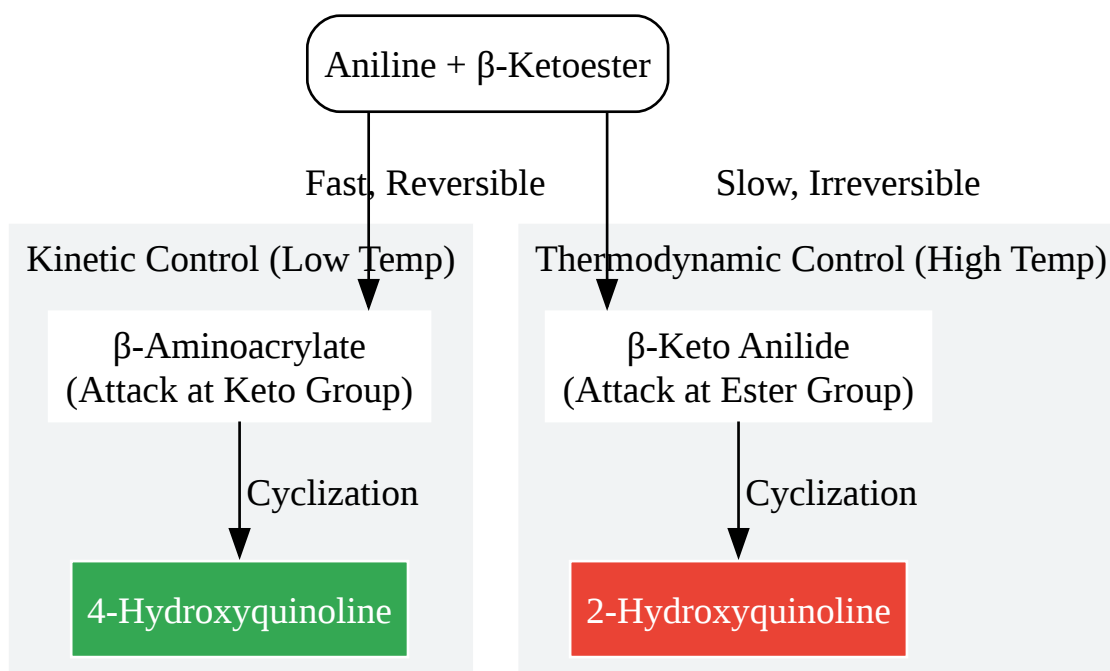 Aniline + β-Ketoester
Fast, Reversible
Slow, Irreversible
Kinetic Control (Low Temp)
Thermodynamic Control (High Temp)
β-Aminoacrylate
(Attack at Keto Group)
β-Keto Anilide
(Attack at Ester Group)
Cyclization
Cyclization
4-Hydroxyquinoline
2-Hydroxyquinoline